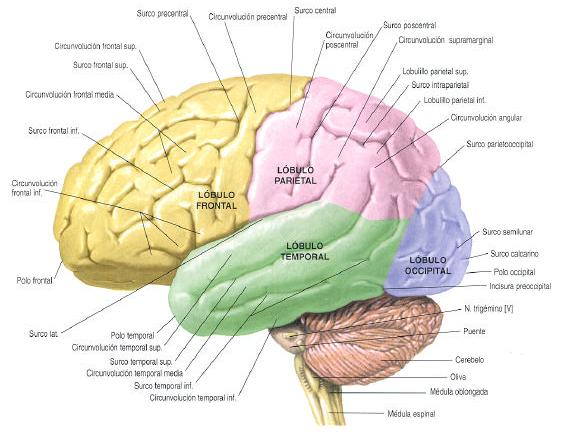 Surco precentral
Circunvolución precentral
Surco central
Circunvolución
poscentral
Surco poscentral
Circunvolución supramarginal
Circunvolución frontal sup.
Surco frontal sup.
Circunvolución frontal media
Surco frontal inf.
Circunvolución
frontal inf.
Polo frontal
Surco lat.
Lobulillo parietal sup.
Surco intraparietal
Lobulillo parietal inf.
Circunvolución angular
Surco parietooccipital
LÓBULO
FRONTAL
LÓBULO
PARIETAL
LÓBULO
TEMPORAL
LÓBULO
OCCIPITAL
Surco semilunar
Surco calcarino
Polo occipital
Incisura preoccipital
N. trigémino [V]
Puente
Cerebelo
Oliva
Médula oblongada
Médula espinal
Polo temporal
Circunvolución temporal sup.
Surco temporal sup.
Circunvolución temporal media
Surco temporal inf.
Circunvolución temporal inf.